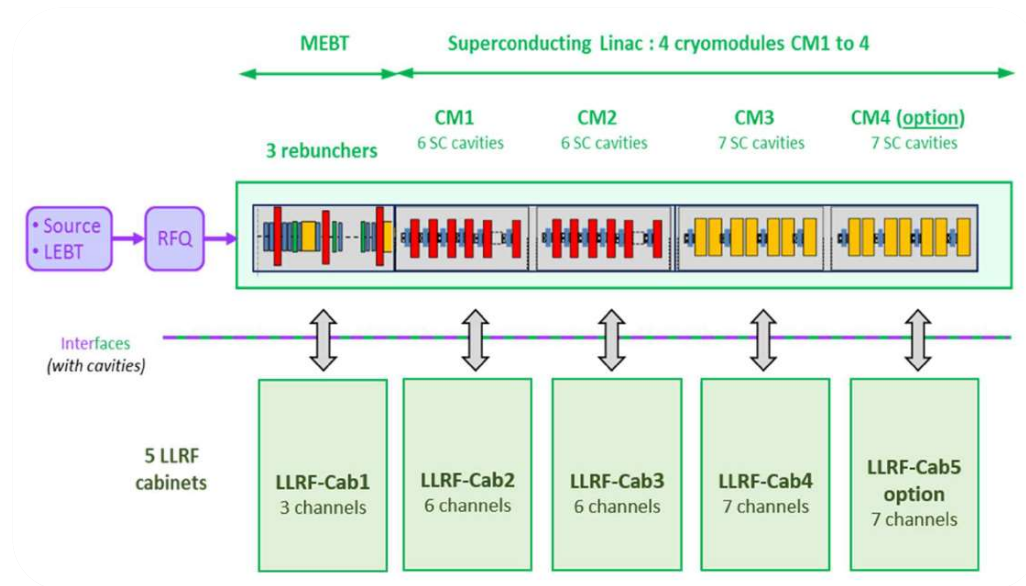 MEBT
Superconducting Linac : 4 cryomodules CM1 to 4
3 rebunchers
CM1
6 SC cavities
CM2
6 SC cavities
CM3
7 SC cavities
CM4 (option)
7 SC cavities
• Source
• LEBT
RFQ
Interfaces
(with cavities)
5 LLRF
cabinets
LLRF-Cab1
3 channels
LLRF-Cab2
6 channels
LLRF-Cab3
6 channels
LLRF-Cab4
7 channels
LLRF-Cab5
option
7 channels